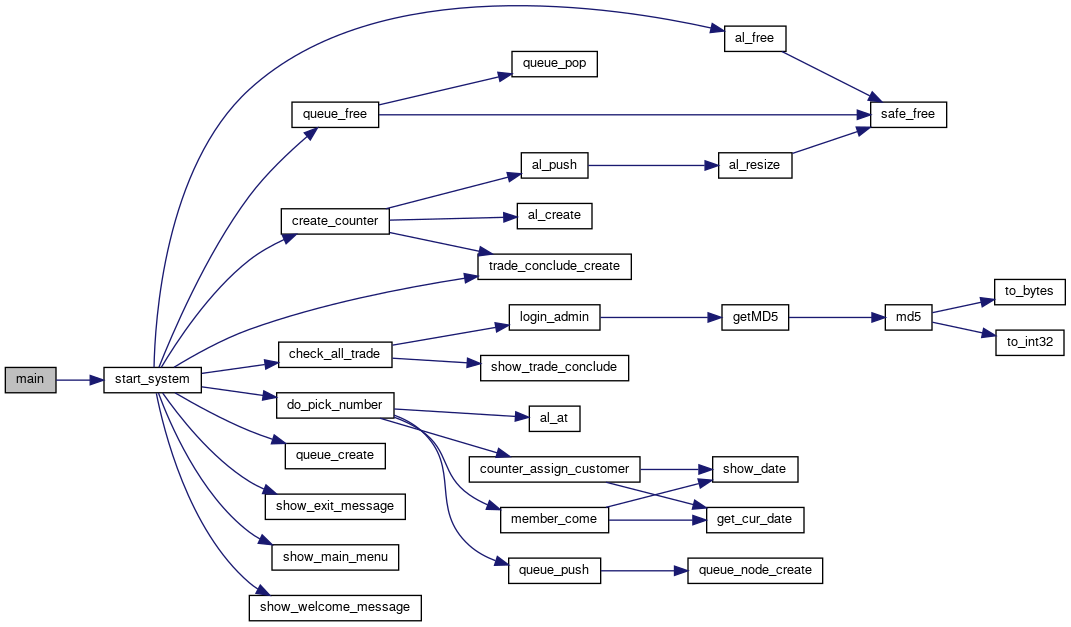 al_free
queue_pop
queue_free
safe_free
al_push
al_resize
create_counter
al_create
trade_conclude_create
to_bytes
login_admin
getMD5
md5
to_int32
check_all_trade
show_trade_conclude
main
start_system
do_pick_number
al_at
queue_create
counter_assign_customer
show_date
show_exit_message
member_come
get_cur_date
show_main_menu
queue_push
queue_node_create
show_welcome_message